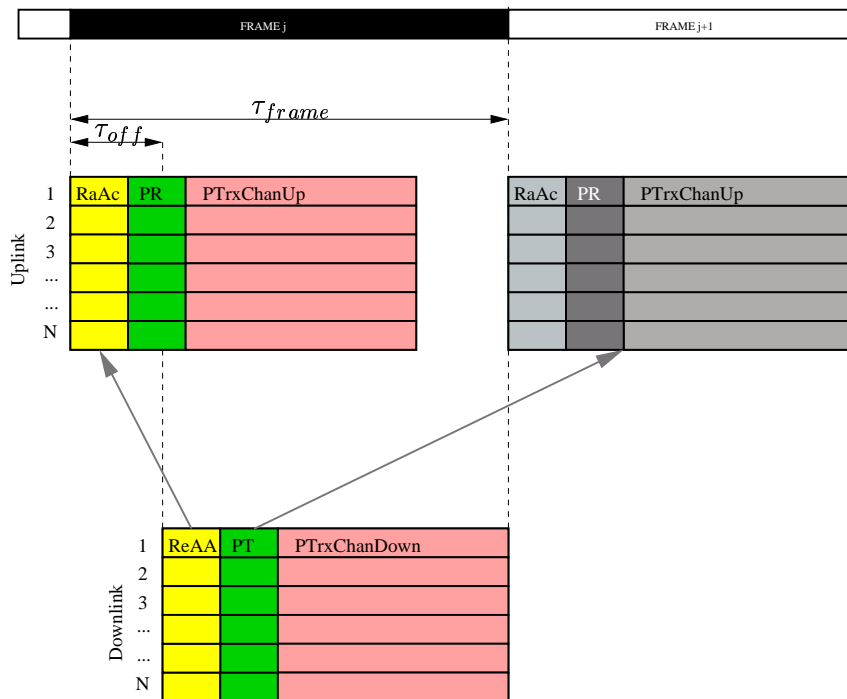 FRAME j
FRAME j+1
τ_frame
τ_off
Uplink
1 RaAc PR PTrxChanUp
2
3
...
...
N
RaAc PR PTrxChanUp
Downlink
1 ReAA PT PTrxChanDown
2
3
...
...
N